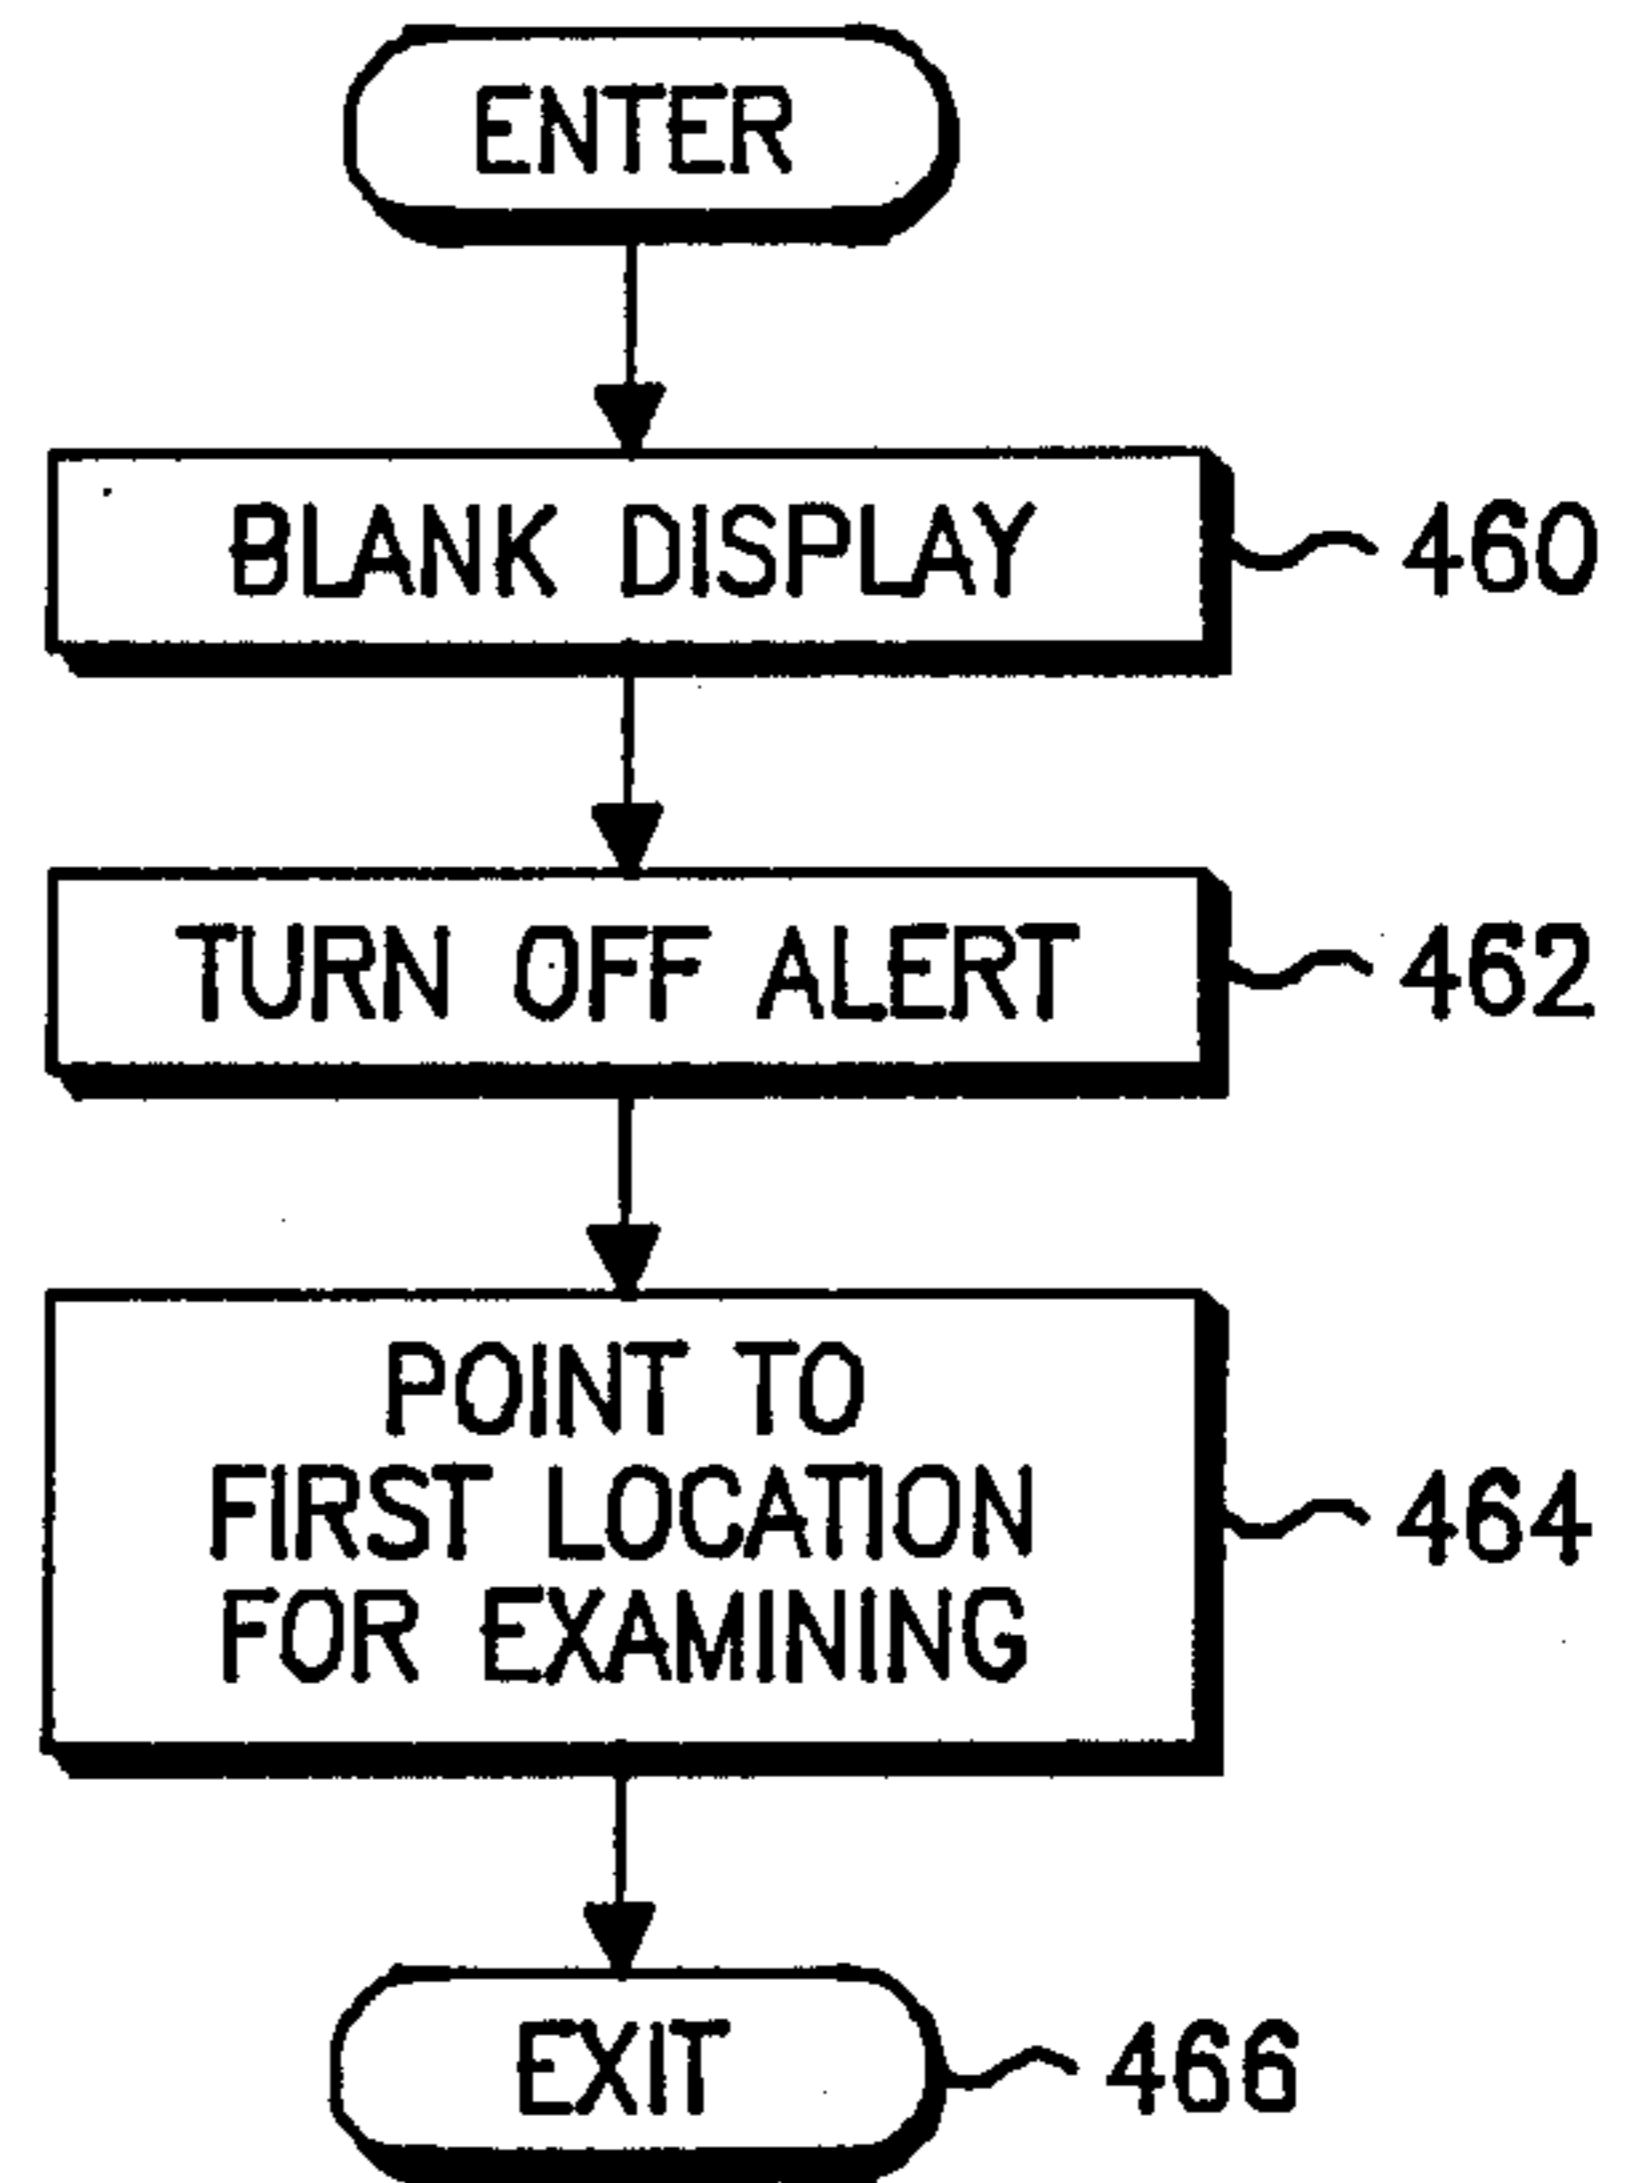 ENTER
BLANK DISPLAY
460
TURN OFF ALERT
462
POINT TO
FIRST LOCATION
FOR EXAMINING
464
EXIT
466